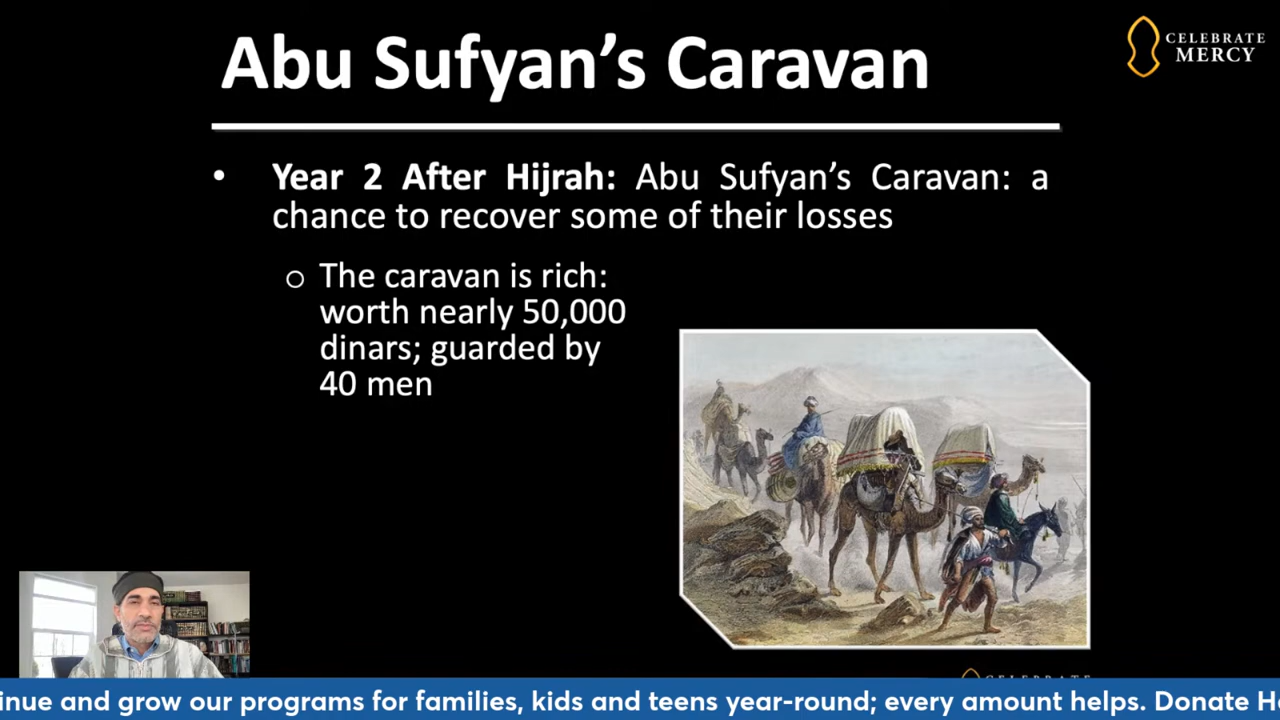 Abu Sufyan’s Caravan
CELEBRATE
MERCY
• Year 2 After Hijrah: Abu Sufyan’s Caravan: a
chance to recover some of their losses
o The caravan is rich:
worth nearly 50,000
dinars; guarded by
40 men
CELEBRATE
inue and grow our programs for families, kids and teens year-round; every amount helps. Donate H